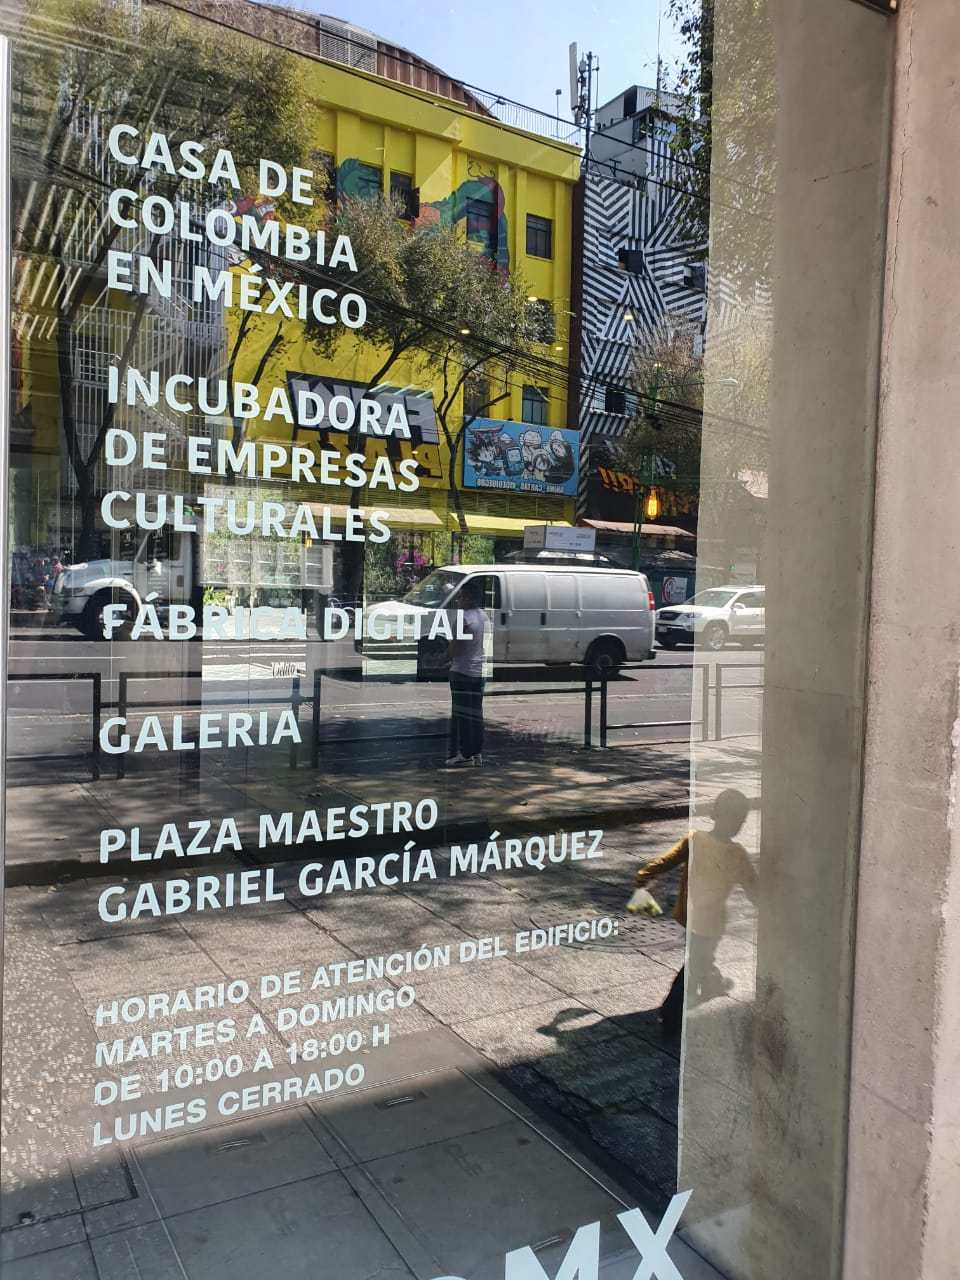 CASA DE
COLOMBIA
EN MÉXICO
INCUBADORA
DE EMPRESAS
CULTURALES
FÁBRICA DIGITAL
GALERIA
PLAZA MAESTRO
GABRIEL GARCÍA MÁRQUEZ
HORARIO DE ATENCIÓN DEL EDIFICIO:
MARTES A DOMINGO
DE 10:00 A 18:00 H
LUNES CERRADO
MX